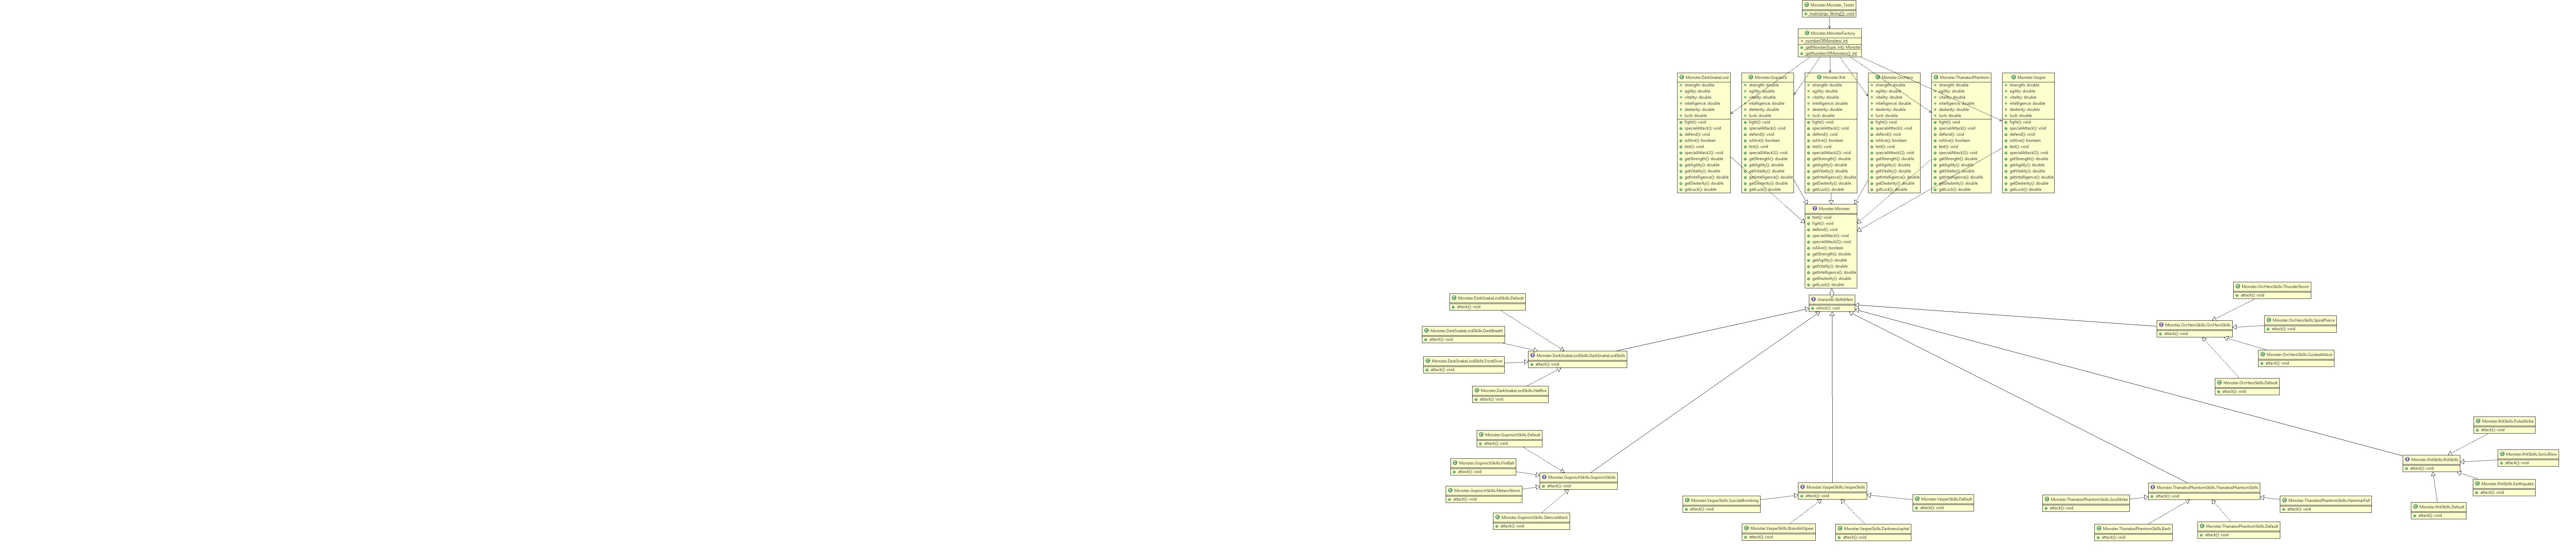 Monster.Monster_Tester
main(args: String[]): void
Monster.MonsterFactory
numberOfMonsters: int
getMonster(type: int): Monster
getNumberOfMonsters(): int
Monster.DarkSnakeLord
strength: double
agility: double
vitality: double
intelligence: double
dexterity: double
luck: double
fight(): void
specialAttack(): void
defend(): void
isAlive(): boolean
test(): void
specialAttack2(): void
getStrength(): double
getAgility(): double
getVitality(): double
getIntelligence(): double
getDexterity(): double
getLuck(): double
Monster.Gopinich
strength: double
agility: double
vitality: double
intelligence: double
dexterity: double
luck: double
fight(): void
specialAttack(): void
defend(): void
isAlive(): boolean
test(): void
specialAttack2(): void
getStrength(): double
getAgility(): double
getVitality(): double
getIntelligence(): double
getDexterity(): double
getLuck(): double
Monster.Ifrit
strength: double
agility: double
vitality: double
intelligence: double
dexterity: double
luck: double
fight(): void
specialAttack(): void
defend(): void
isAlive(): boolean
test(): void
specialAttack2(): void
getStrength(): double
getAgility(): double
getVitality(): double
getIntelligence(): double
getDexterity(): double
getLuck(): double
Monster.OrcHero
strength: double
agility: double
vitality: double
intelligence: double
dexterity: double
luck: double
fight(): void
specialAttack(): void
defend(): void
isAlive(): boolean
test(): void
specialAttack2(): void
getStrength(): double
getAgility(): double
getVitality(): double
getIntelligence(): double
getDexterity(): double
getLuck(): double
Monster.ThanatosPhantom
strength: double
agility: double
vitality: double
intelligence: double
dexterity: double
luck: double
fight(): void
specialAttack(): void
defend(): void
isAlive(): boolean
test(): void
specialAttack2(): void
getStrength(): double
getAgility(): double
getVitality(): double
getIntelligence(): double
getDexterity(): double
getLuck(): double
Monster.Vesper
strength: double
agility: double
vitality: double
intelligence: double
dexterity: double
luck: double
fight(): void
specialAttack(): void
defend(): void
isAlive(): boolean
test(): void
specialAttack2(): void
getStrength(): double
getAgility(): double
getVitality(): double
getIntelligence(): double
getDexterity(): double
getLuck(): double
Monster.Monster
test(): void
fight(): void
defend(): void
specialAttack(): void
specialAttack2(): void
isAlive(): boolean
getStrength(): double
getAgility(): double
getVitality(): double
getIntelligence(): double
getDexterity(): double
getLuck(): double
character.SkillsMain
attack(): void
Monster.DarkSnakeLordSkills.Default
attack(): void
Monster.DarkSnakeLordSkills.DarkBreath
attack(): void
Monster.DarkSnakeLordSkills.DarkSnakeLordSkills
attack(): void
Monster.DarkSnakeLordSkills.FrostDiver
attack(): void
Monster.DarkSnakeLordSkills.Hellfire
attack(): void
Monster.OrcHeroSkills.ThunderStorm
attack(): void
Monster.OrcHeroSkills.SpiralPierce
attack(): void
Monster.OrcHeroSkills.OrcHeroSkills
attack(): void
Monster.OrcHeroSkills.GuidedAttack
attack(): void
Monster.OrcHeroSkills.Default
attack(): void
Monster.GopinichSkills.Default
attack(): void
Monster.GopinichSkills.FireBall
attack(): void
Monster.GopinichSkills.GopinichSkills
attack(): void
Monster.GopinichSkills.MeteorStorm
attack(): void
Monster.GopinichSkills.SilenceAttack
attack(): void
Monster.VesperSkills.VesperSkills
attack(): void
Monster.VesperSkills.SuicideBombing
attack(): void
Monster.VesperSkills.Default
attack(): void
Monster.VesperSkills.BrandishSpear
attack(): void
Monster.VesperSkills.DarknessJupitel
attack(): void
Monster.ThanatosPhantomSkills.ThanatosPhantomSkills
attack(): void
Monster.ThanatosPhantomSkills.SoulStrike
attack(): void
Monster.ThanatosPhantomSkills.HammerFall
attack(): void
Monster.ThanatosPhantomSkills.Bash
attack(): void
Monster.ThanatosPhantomSkills.Default
attack(): void
Monster.IfritSkills.PulseStrike
attack(): void
Monster.IfritSkills.SonicBlow
attack(): void
Monster.IfritSkills.IfritSkills
attack(): void
Monster.IfritSkills.Earthquake
attack(): void
Monster.IfritSkills.Default
attack(): void